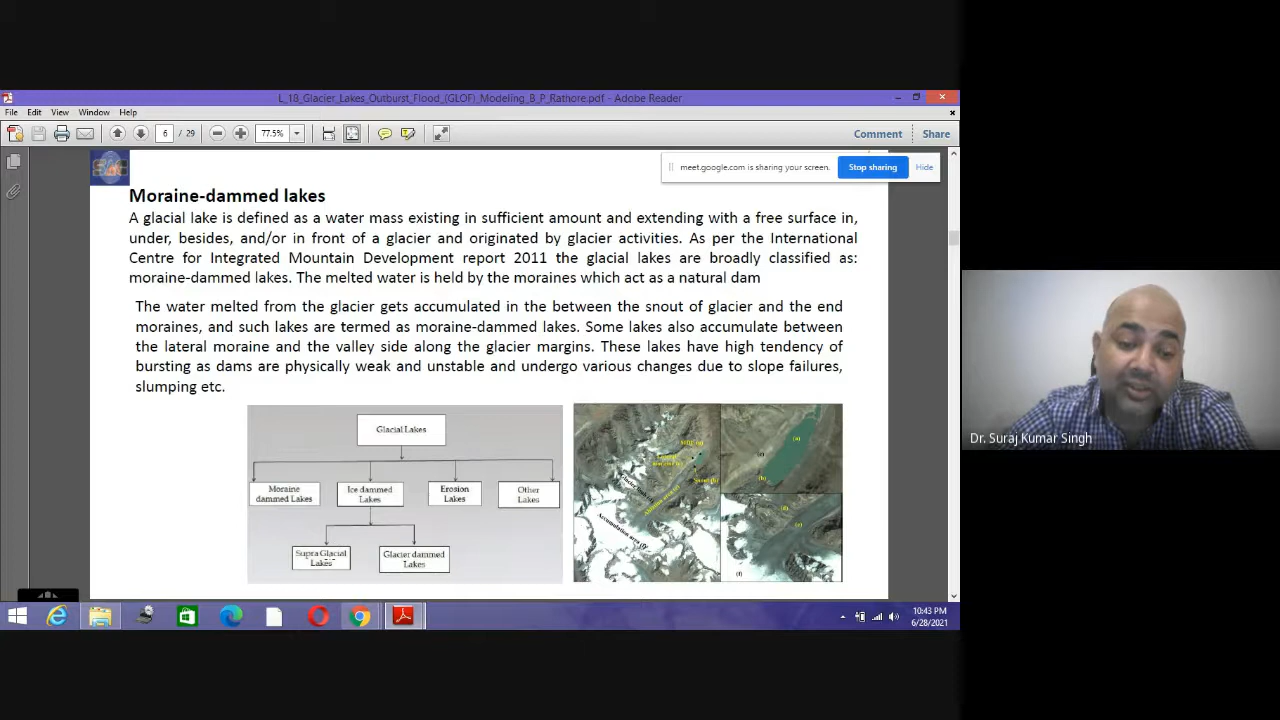 L_18_Glacier_Lakes_Outburst_Flood_(GLOF)_Modeling_B_P_Rathore.pdf - Adobe Reader
File Edit View Window Help
6 / 29 77.5% Comment Share
meet.google.com is sharing your screen. Stop sharing Hide
Moraine-dammed lakes
A glacial lake is defined as a water mass existing in sufficient amount and extending with a free surface in,
under, besides, and/or in front of a glacier and originated by glacier activities. As per the International
Centre for Integrated Mountain Development report 2011 the glacial lakes are broadly classified as:
moraine-dammed lakes. The melted water is held by the moraines which act as a natural dam
The water melted from the glacier gets accumulated in the between the snout of glacier and the end
moraines, and such lakes are termed as moraine-dammed lakes. Some lakes also accumulate between
the lateral moraine and the valley side along the glacier margins. These lakes have high tendency of
bursting as dams are physically weak and unstable and undergo various changes due to slope failures,
slumping etc.
Glacial Lakes
Moraine
dammed Lakes
Ice dammed
Lakes
Erosion
Lakes
Other
Lakes
Supra Glacial
Lakes
Glacier dammed
Lakes
Accumulation area (f)
(a)
(b)
(d)
(e)
(f)
Dr. Suraj Kumar Singh
10:43 PM
6/28/2021